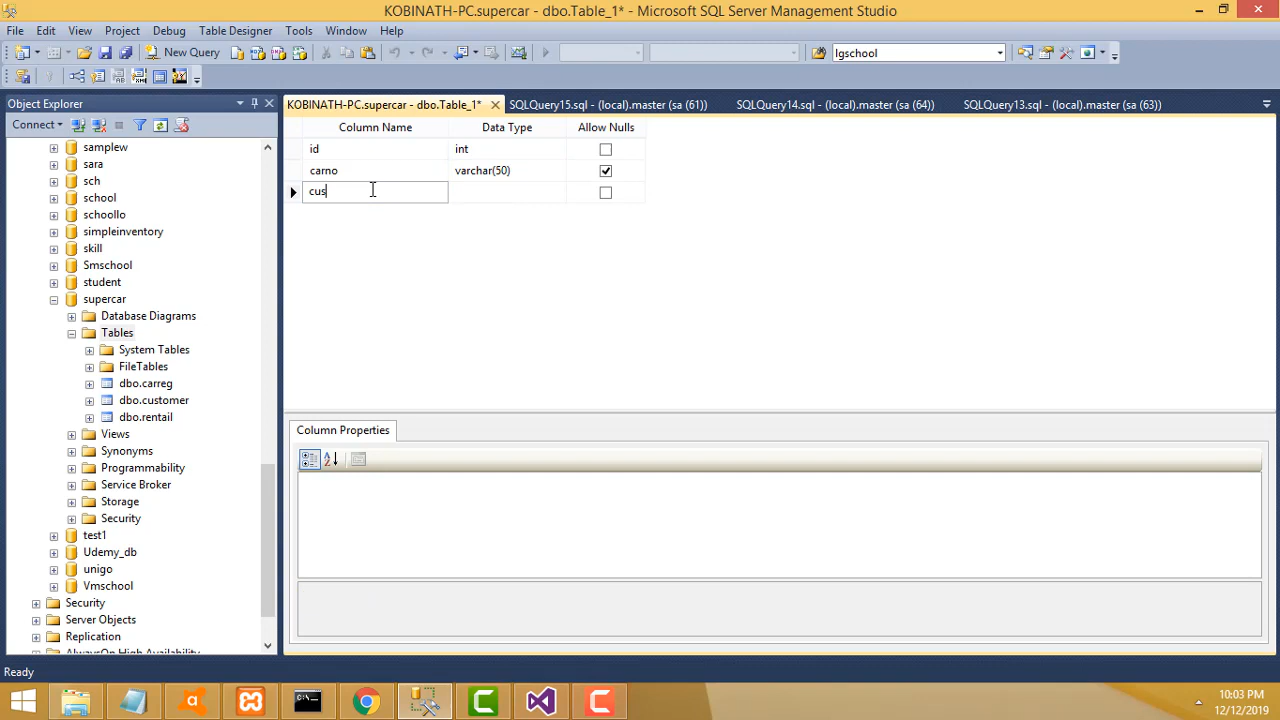 KOBINATH-PC.supercar - dbo.Table_1* - Microsoft SQL Server Management Studio
File Edit View Project Debug Table Designer Tools Window Help
New Query
lgschool
Object Explorer
KOBINATH-PC.supercar - dbo.Table_1*
SQLQuery15.sql - (local).master (sa (61))
SQLQuery14.sql - (local).master (sa (64))
SQLQuery13.sql - (local).master (sa (63))
Connect
samplew
sara
sch
school
schoollo
simpleinventory
skill
Smschool
student
supercar
Database Diagrams
Tables
System Tables
FileTables
dbo.carreg
dbo.customer
dbo.rentail
Views
Synonyms
Programmability
Service Broker
Storage
Security
test1
Udemy_db
unigo
Vmschool
Security
Server Objects
Replication
AlwaysOn High Availability
Column Name Data Type Allow Nulls
id int
carno varchar(50)
cus
Column Properties
Ready
10:03 PM
12/12/2019